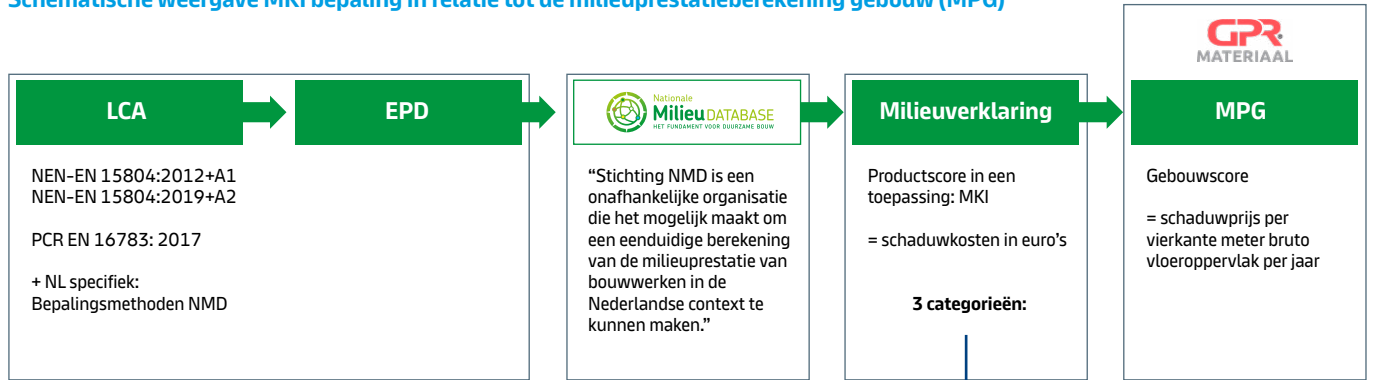 Schematische weergave MKI bepaling in relatie tot de milieuprestatieberekening gebouw (MPG)
GPR
MATERIAAL
LCA
EPD
Nationale
Milieu DATABASE
HET FUNDAMENT VOOR DUURZAME BOUW
Milieuverklaring
MPG
NEN-EN 15804:2012+A1
NEN-EN 15804:2019+A2
PCR EN 16783: 2017
+ NL specifiek:
Bepalingsmethoden NMD
“Stichting NMD is een
onafhankelijke organisatie
die het mogelijk maakt om
een eenduidige berekening
van de milieuprestatie van
bouwwerken in de
Nederlandse context te
kunnen maken.”
Productscore in een
toepassing: MKI
= schaduwkosten in euro’s
3 categorieën:
Gebouwscore
= schaduwprijs per
vierkante meter bruto
vloeroppervlak per jaar